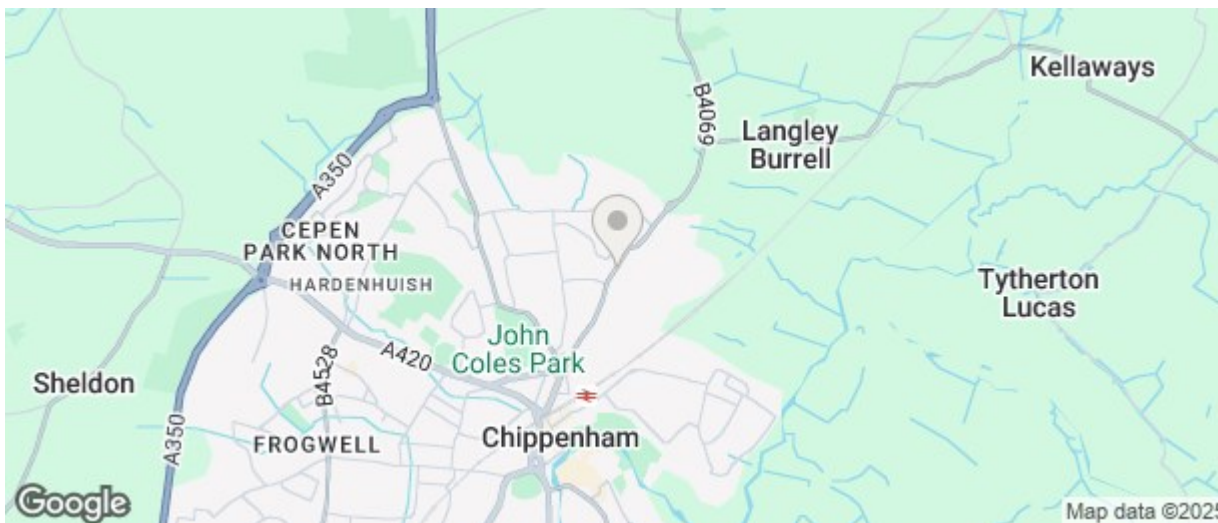 Kellaways
B4069
Langley
Burrell
A350
CEPEN
PARK NORTH
HARDENHUISH
Tytherton
Lucas
John
Coles Park
A420
B4528
Sheldon
A350
FROGWELL
Chippenham
Google
Map data ©2025